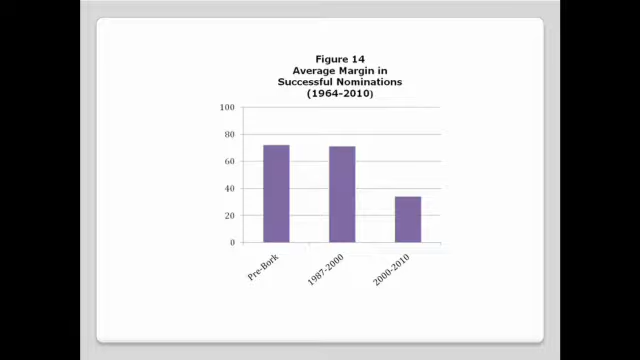 Figure 14
Average Margin in
Successful Nominations
(1964-2010)
100
80
60
40
20
0
Pre-Bork
1987-2000
2000-2010